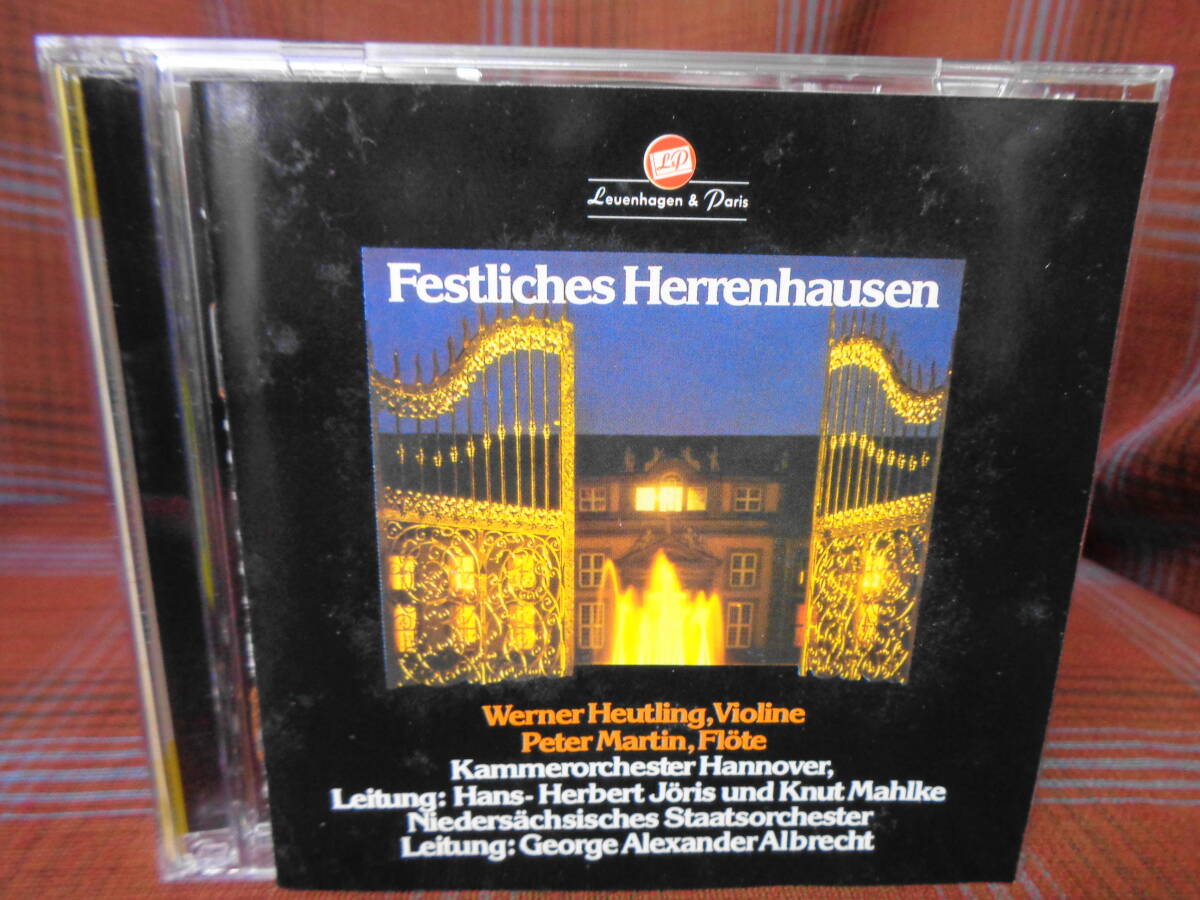 L&P
Leuenhagen & Paris
Festliches Herrenhausen
Werner Heutling, Violine
Peter Martin, Flöte
Kammerorchester Hannover,
Leitung: Hans-Herbert Jöris und Knut Mahlke
Niedersächsisches Staatsorchester
Leitung: George Alexander Albrecht